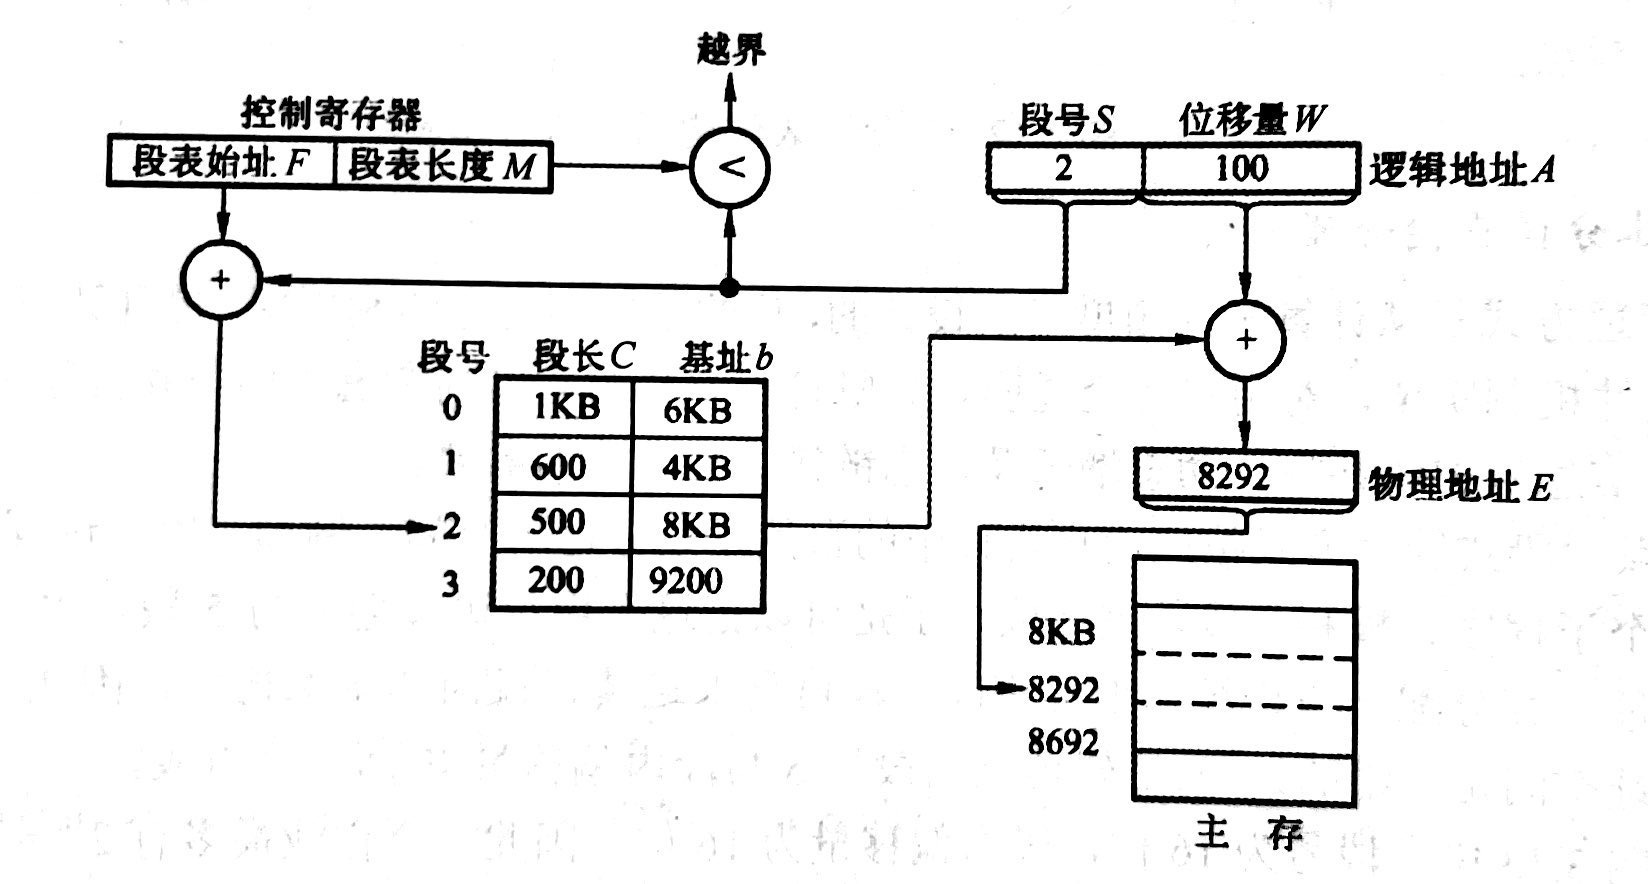 越界
控制寄存器
段表始址 F 段表长度 M
<
段号 S 位移量 W
2 100 逻辑地址 A
+
+
段号 段长 C 基址 b
0 1KB 6KB
1 600 4KB
2 500 8KB
3 200 9200
8292 物理地址 E
8KB
8292
8692
主 存